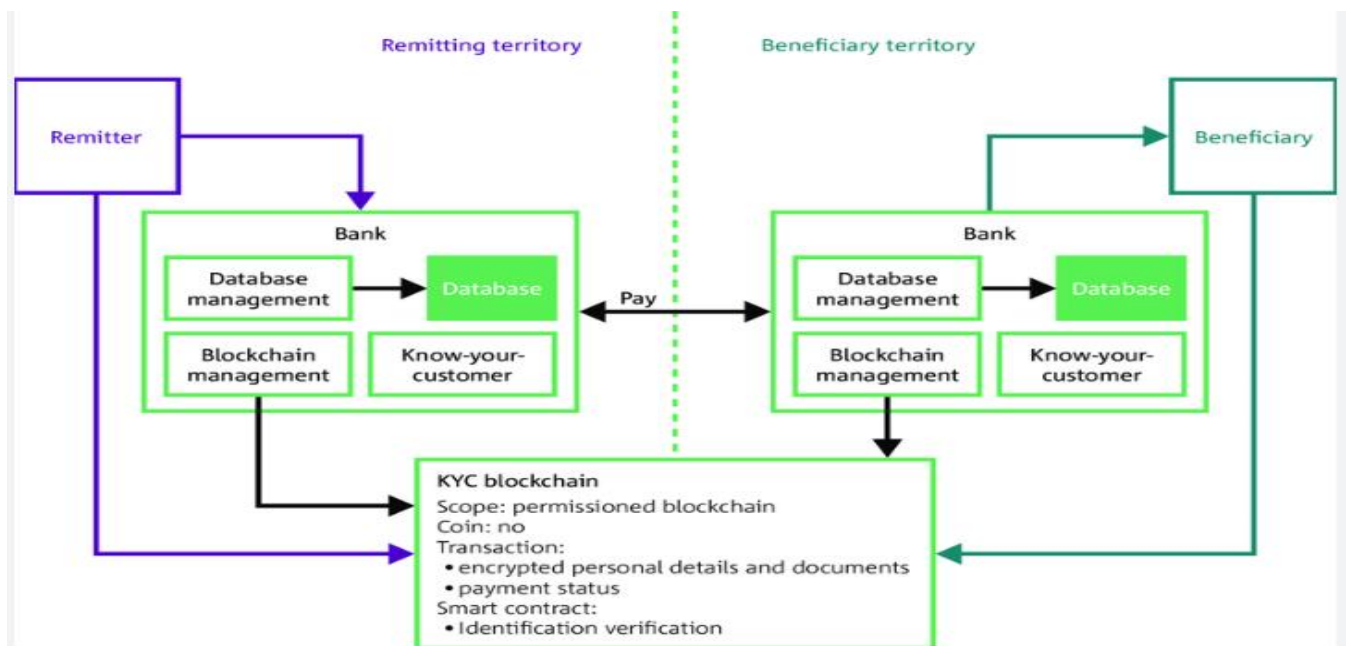 Remitting territory
Beneficiary territory
Remitter
Beneficiary
Bank
Database
management
Database
Blockchain
management
Know-your-
customer
Pay
Bank
Database
management
Database
Blockchain
management
Know-your-
customer
KYC blockchain
Scope: permissioned blockchain
Coin: no
Transaction:
• encrypted personal details and documents
• payment status
Smart contract:
• Identification verification